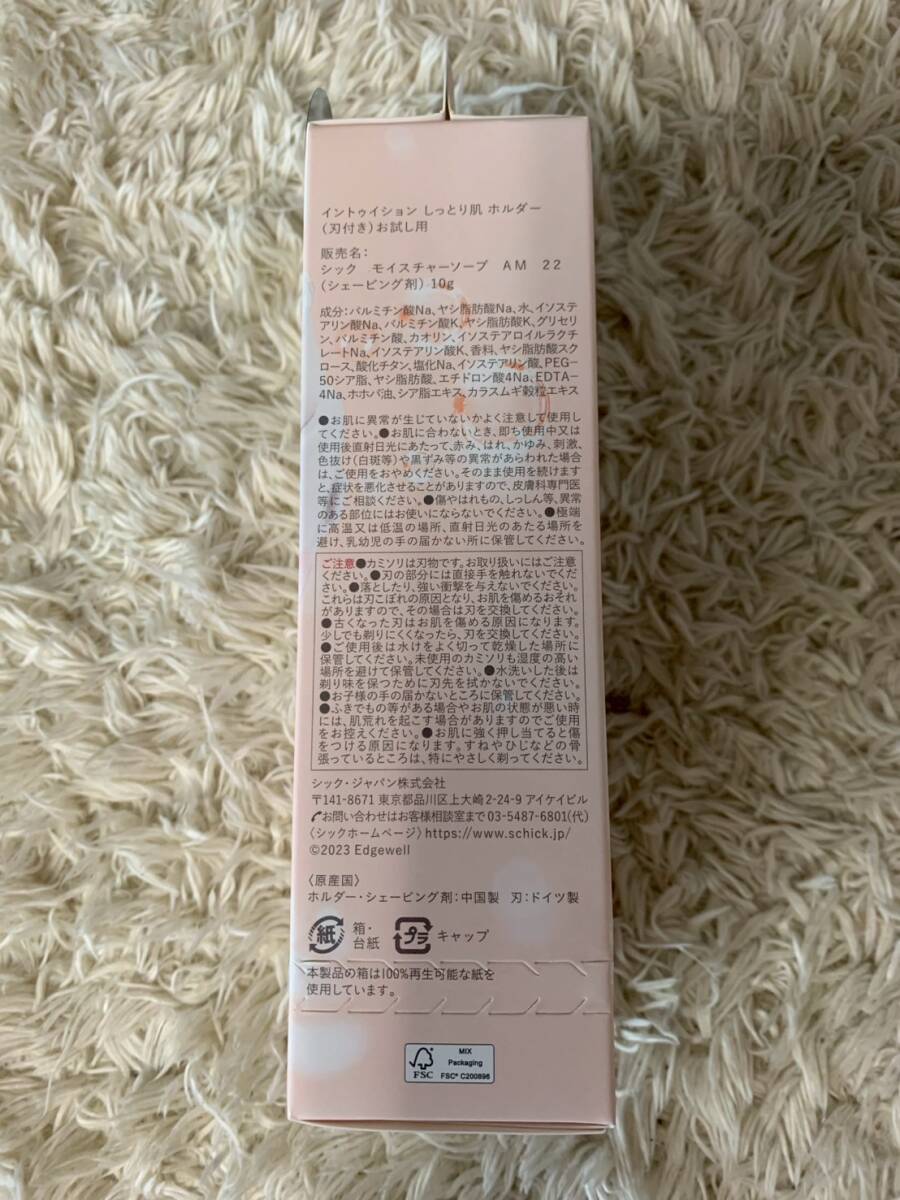 イントゥイション しっとり肌 ホルダー
(刃付き)お試し用
販売名:
シック モイスチャーソープ AM 22
(シェービング剤) 10g
成分:パルミチン酸Na、ヤシ脂肪酸Na、水、イソステ
アリン酸Na、パルミチン酸K、ヤシ脂肪酸K、グリセリ
ン、パルミチン酸、カオリン、イソステアロイルラクチ
レートNa、イソステアリン酸K、香料、ヤシ脂肪酸スク
ロース、酸化チタン、塩化Na、イソステアリン酸、PEG-
50シア脂、ヤシ脂肪酸、エチドロン酸4Na、EDTA-
4Na、ホホバ油、シア脂エキス、カラスムギ穀粒エキス
●お肌に異常が生じていないかよく注意して使用し
てください。●お肌に合わないとき、即ち使用中又は
使用後直射日光にあたって、赤み、はれ、かゆみ、刺激、
色抜け(白斑等)や黒ずみ等の異常があらわれた場合
は、ご使用をおやめください。そのまま使用を続けます
と、症状を悪化させることがありますので、皮膚科専門医
等にご相談ください。●傷やはれもの、しっしん等、異常
のある部位にはお使いにならないでください。●極端
に高温又は低温の場所、直射日光のあたる場所を
避け、乳幼児の手の届かない所に保管してください。
ご注意●カミソリは刃物です。お取り扱いにはご注意
ください。●刃の部分には直接手を触れないでくだ
さい。●落としたり、強い衝撃を与えないでください。
これらは刃こぼれの原因となり、お肌を傷めるおそれ
がありますので、その場合は刃を交換してください。
●古くなった刃はお肌を傷める原因になります。
少しでも剃りにくくなったら、刃を交換してください。
●ご使用後は水けをよく切って乾燥した場所に
保管してください。未使用のカミソリも湿度の高い
場所を避けて保管してください。●水洗いした後は
剃り味を保つために刃先を拭かないでください。
●お子様の手の届かないところに保管してください。
●ふきでもの等がある場合やお肌の状態が悪い時
には、肌荒れを起こす場合がありますのでご使用
をお控えください。●お肌に強く押し当てると傷
をつける原因になります。すねやひじなどの骨
張っているところは、特にやさしく剃ってください。
シック・ジャパン株式会社
〒141-8671 東京都品川区上大崎2-24-9 アイケイビル
お問い合わせはお客様相談室まで03-5487-6801(代)
〈シックホームページ〉https://www.schick.jp/
©2023 Edgewell
〈原産国〉
ホルダー・シェービング剤:中国製 刃:ドイツ製
紙 箱・台紙 プラ キャップ
本製品の箱は100%再生可能な紙を
使用しています。
FSC
MIX
Packaging
FSC® C200896